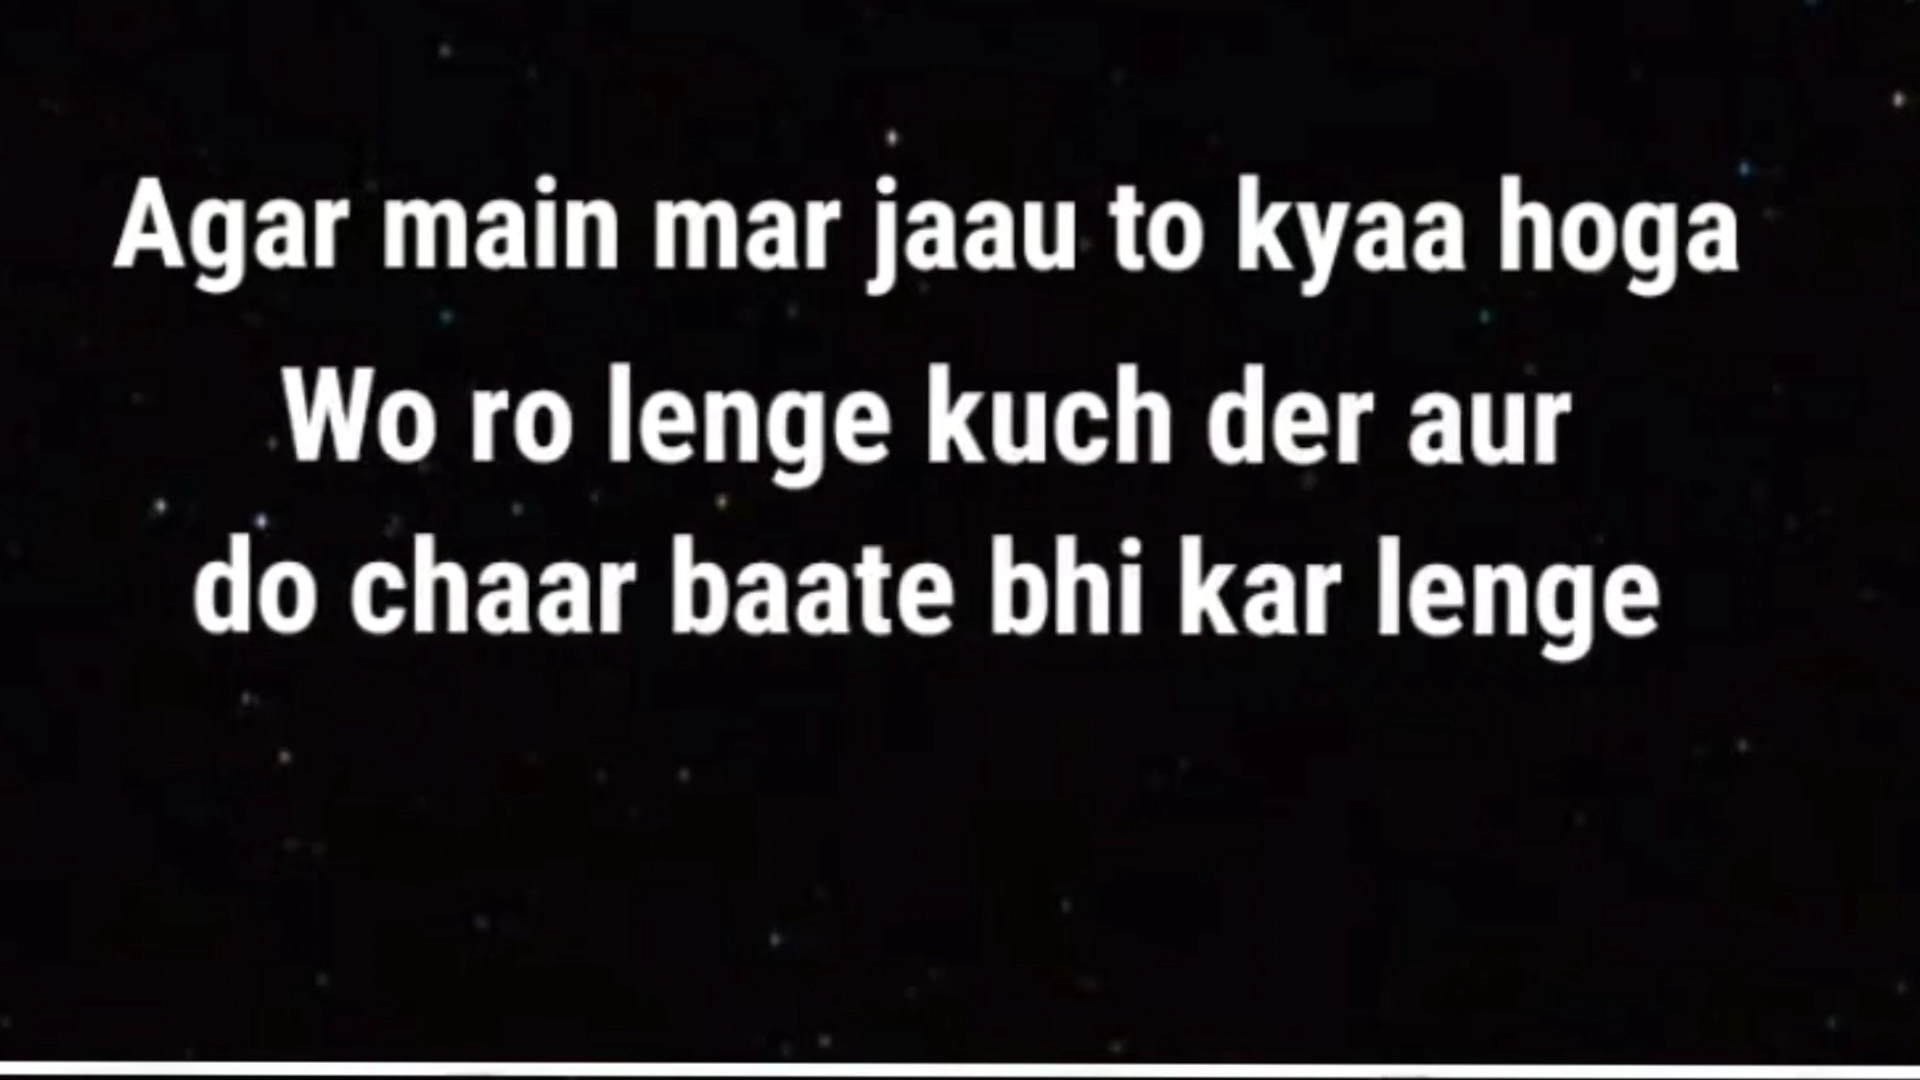 Agar main mar jaau to kyaa hoga
Wo ro lenge kuch der aur
do chaar baate bhi kar lenge